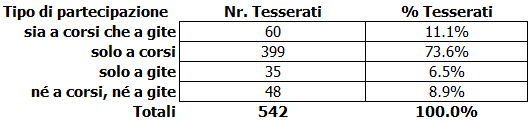 Tipo di partecipazione Nr. Tesserati % Tesserati
sia a corsi che a gite 60 11.1%
solo a corsi 399 73.6%
solo a gite 35 6.5%
né a corsi, né a gite 48 8.9%
Totali 542 100.0%